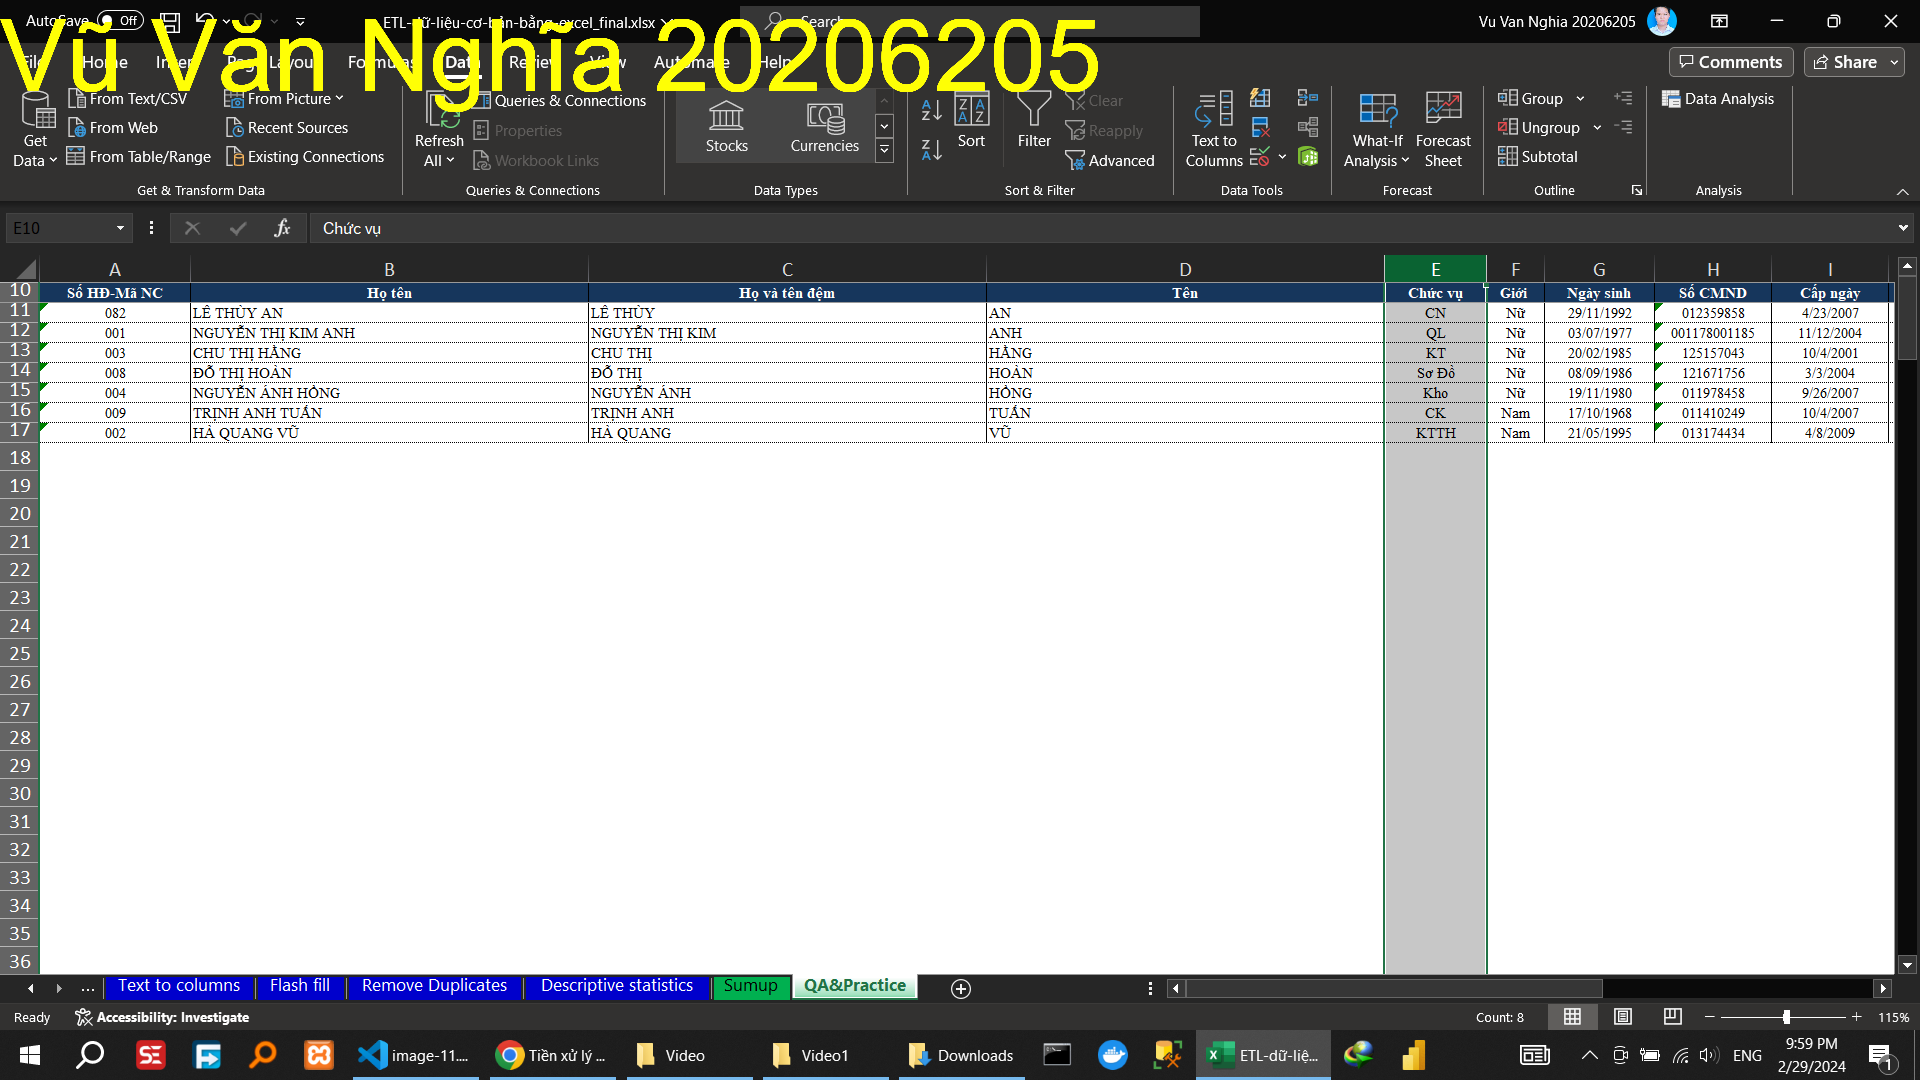 AutoSave Off ETL-dữ-liệu-cơ-bản-bằng-excel_final.xlsx Search Vu Van Nghia 20206205
Vũ Văn Nghĩa 20206205
File Home Insert Page Layout Formulas Data Review View Automate Help Comments Share
Get Data
From Text/CSV
From Web
From Table/Range
From Picture
Recent Sources
Existing Connections
Get & Transform Data
Refresh All
Queries & Connections
Properties
Workbook Links
Queries & Connections
Stocks Currencies
Data Types
Sort
Filter
Clear
Reapply
Advanced
Sort & Filter
Text to Columns
Data Tools
What-If Analysis
Forecast Sheet
Forecast
Group
Ungroup
Subtotal
Outline
Data Analysis
Analysis
E10 fx Chức vụ
A B C D E F G H I
10 Số HĐ-Mã NC Họ tên Họ và tên đệm Tên Chức vụ Giới Ngày sinh Số CMND Cấp ngày
11 082 LÊ THÙY AN LÊ THÙY AN CN Nữ 29/11/1992 012359858 4/23/2007
12 001 NGUYỄN THỊ KIM ANH NGUYỄN THỊ KIM ANH QL Nữ 03/07/1977 001178001185 11/12/2004
13 003 CHU THỊ HẰNG CHU THỊ HẰNG KT Nữ 20/02/1985 125157043 10/4/2001
14 008 ĐỖ THỊ HOÀN ĐỖ THỊ HOÀN Sơ Đồ Nữ 08/09/1986 121671756 3/3/2004
15 004 NGUYỄN ÁNH HỒNG NGUYỄN ÁNH HỒNG Kho Nữ 19/11/1980 011978458 9/26/2007
16 009 TRỊNH ANH TUẤN TRỊNH ANH TUẤN CK Nam 17/10/1968 011410249 10/4/2007
17 002 HÀ QUANG VŨ HÀ QUANG VŨ KTTH Nam 21/05/1995 013174434 4/8/2009
18
19
20
21
22
23
24
25
26
27
28
29
30
31
32
33
34
35
36
... Text to columns Flash fill Remove Duplicates Descriptive statistics Sumup QA&Practice
Ready Accessibility: Investigate Count: 8 115%
image-11.... Tiền xử lý ... Video Video1 Downloads ETL-dữ-liệ... ENG 9:59 PM
2/29/2024 1